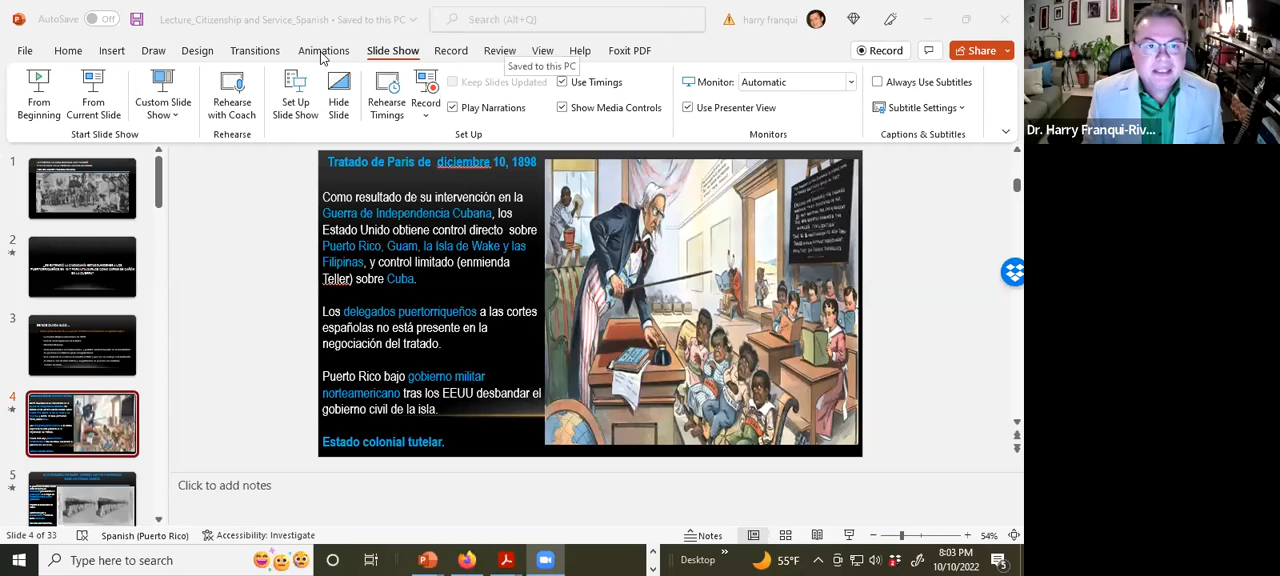 AutoSave Off Lecture_Citizenship and Service_Spanish • Saved to this PC Search (Alt+Q) harry franqui
File Home Insert Draw Design Transitions Animations Slide Show Record Review View Help Foxit PDF Record Share
Saved to this PC
From Beginning
From Current Slide
Custom Slide Show
Rehearse with Coach
Set Up Slide Show
Hide Slide
Rehearse Timings
Record
Keep Slides Updated
Use Timings
Play Narrations
Show Media Controls
Monitor: Automatic
Use Presenter View
Always Use Subtitles
Subtitle Settings
Start Slide Show Rehearse Set Up Monitors Captions & Subtitles
Dr. Harry Franqui-Riv...
1
2
3
4
5
Tratado de Paris de diciembre 10, 1898
Como resultado de su intervención en la
Guerra de Independencia Cubana, los
Estado Unido obtiene control directo sobre
Puerto Rico, Guam, la Isla de Wake y las
Filipinas, y control limitado (enmienda
Teller) sobre Cuba.
Los delegados puertorriqueños a las cortes
españolas no está presente en la
negociación del tratado.
Puerto Rico bajo gobierno militar
norteamericano tras los EEUU desbandar el
gobierno civil de la isla.
Estado colonial tutelar.
Click to add notes
Slide 4 of 33 Spanish (Puerto Rico) Accessibility: Investigate Notes 54%
Type here to search Desktop 55°F 8:03 PM
10/10/2022
5